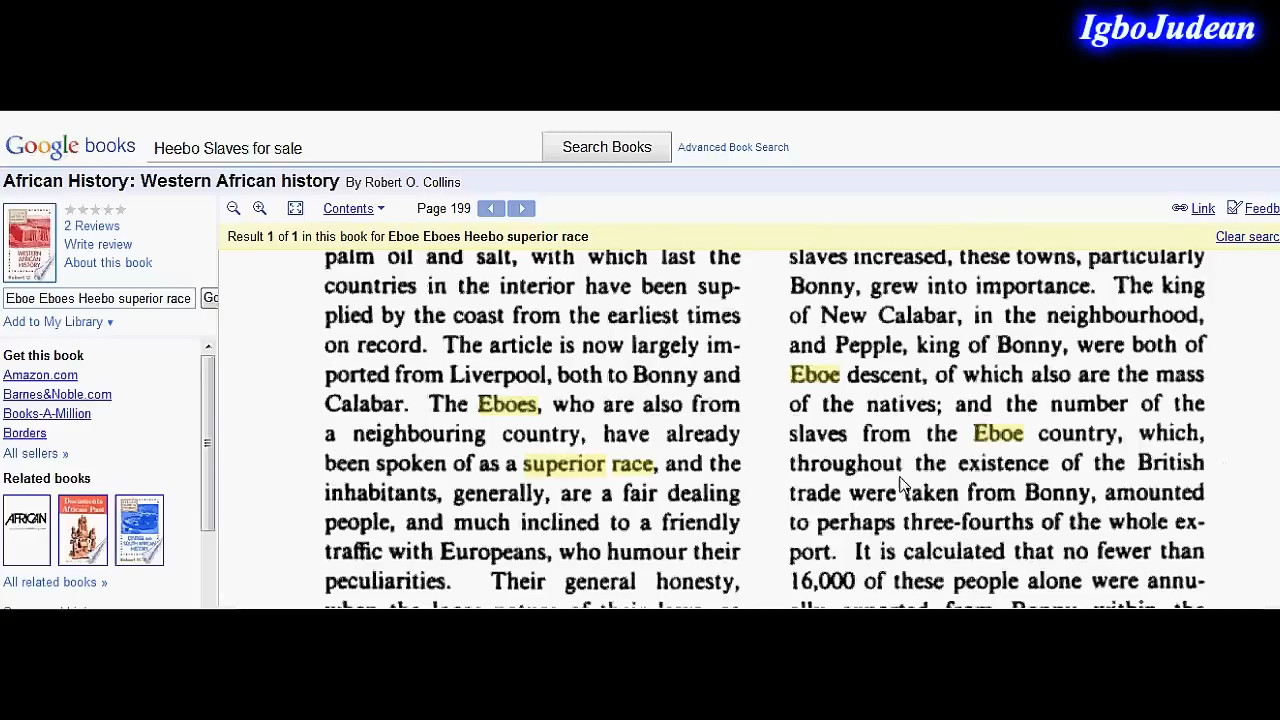 IgboJudean
Google books
Heebo Slaves for sale
Search Books
Advanced Book Search
African History: Western African history By Robert O. Collins
2 Reviews
Write review
About this book
Eboe Eboes Heebo superior race
Go
Add to My Library ▾
Get this book
Amazon.com
Barnes&Noble.com
Books-A-Million
Borders
All sellers »
Related books
AFRICAN
All related books »
Contents ▾
Page 199
Link
Feedb
Result 1 of 1 in this book for Eboe Eboes Heebo superior race
Clear searc
palm oil and salt, with which last the
countries in the interior have been sup-
plied by the coast from the earliest times
on record. The article is now largely im-
ported from Liverpool, both to Bonny and
Calabar. The Eboes, who are also from
a neighbouring country, have already
been spoken of as a superior race, and the
inhabitants, generally, are a fair dealing
people, and much inclined to a friendly
traffic with Europeans, who humour their
peculiarities. Their general honesty,
slaves increased, these towns, particularly
Bonny, grew into importance. The king
of New Calabar, in the neighbourhood,
and Pepple, king of Bonny, were both of
Eboe descent, of which also are the mass
of the natives; and the number of the
slaves from the Eboe country, which,
throughout the existence of the British
trade were taken from Bonny, amounted
to perhaps three-fourths of the whole ex-
port. It is calculated that no fewer than
16,000 of these people alone were annu-